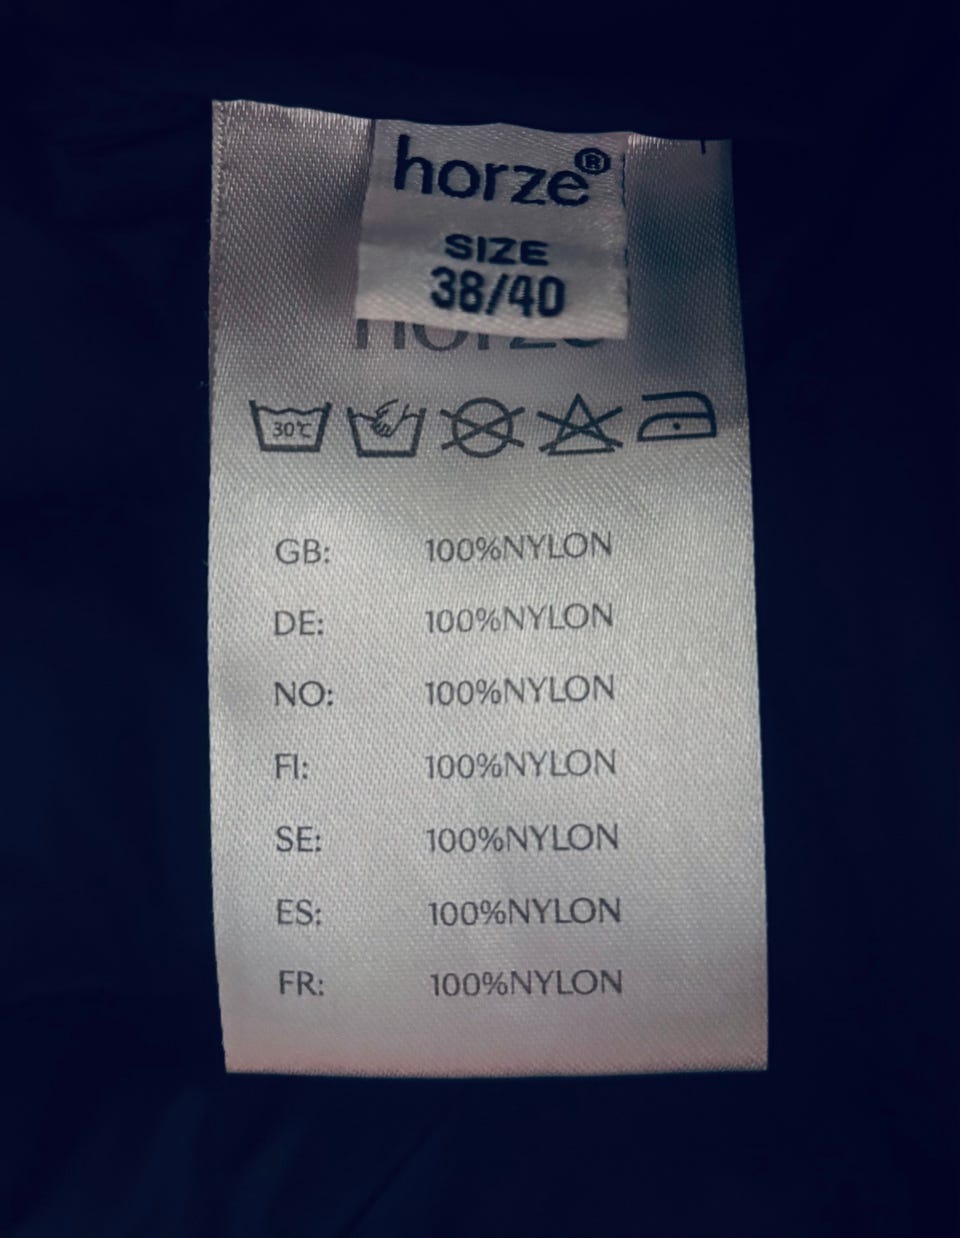 horze®
SIZE
38/40
horze
30℃
GB: 100%NYLON
DE: 100%NYLON
NO: 100%NYLON
FI: 100%NYLON
SE: 100%NYLON
ES: 100%NYLON
FR: 100%NYLON